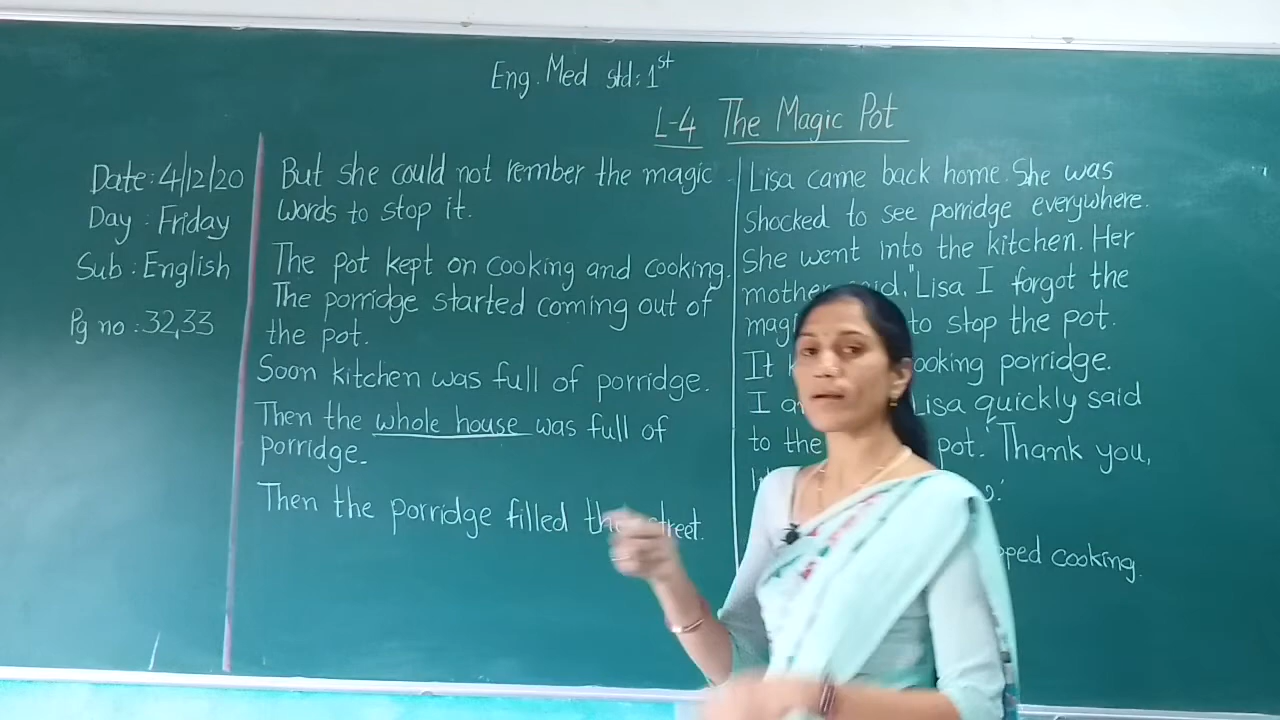 Eng. Med std: 1st
L-4 The Magic Pot
Date: 4/12/20
Day : Friday
Sub : English
Pg no : 32,33
But she could not rember the magic
words to stop it.
The pot kept on cooking and cooking.
The porridge started coming out of
the pot.
Soon kitchen was full of porridge.
Then the whole house was full of
porridge.
Then the porridge filled the street.
Lisa came back home. She was
shocked to see porridge everywhere.
She went into the kitchen. Her
mother said, "Lisa I forgot the
to stop the pot.
It cooking porridge.
I Lisa quickly said
to the pot. 'Thank you,
cooking.